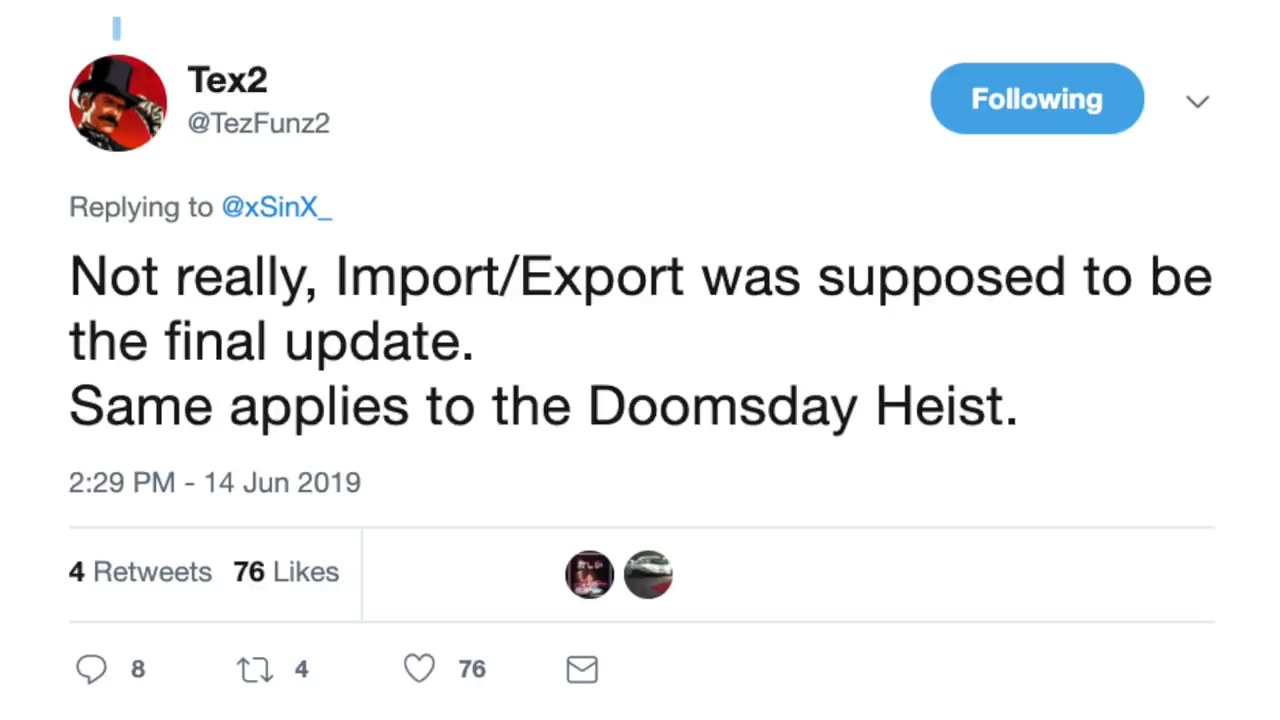 Tex2
@TezFunz2
Following
Replying to @xSinX_
Not really, Import/Export was supposed to be
the final update.
Same applies to the Doomsday Heist.
2:29 PM - 14 Jun 2019
4 Retweets 76 Likes
8 4 76